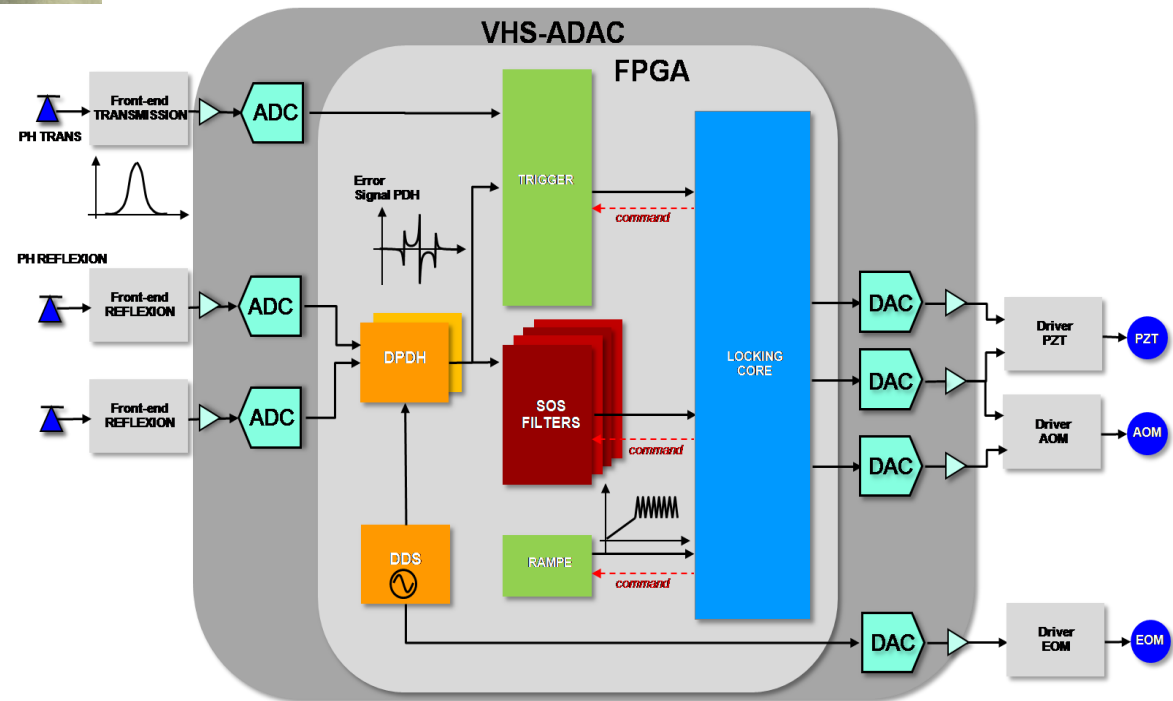 VHS-ADAC
FPGA
Front-end
TRANSMISSION
ADC
PH TRANS
TRIGGER
Error
Signal PDH
command
PH REFLEXION
Front-end
REFLEXION
ADC
DPDH
Front-end
REFLEXION
ADC
SOS
FILTERS
command
LOCKING
CORE
DDS
RAMPE
command
DAC
Driver
PZT
PZT
DAC
Driver
AOM
AOM
DAC
DAC
Driver
EOM
EOM